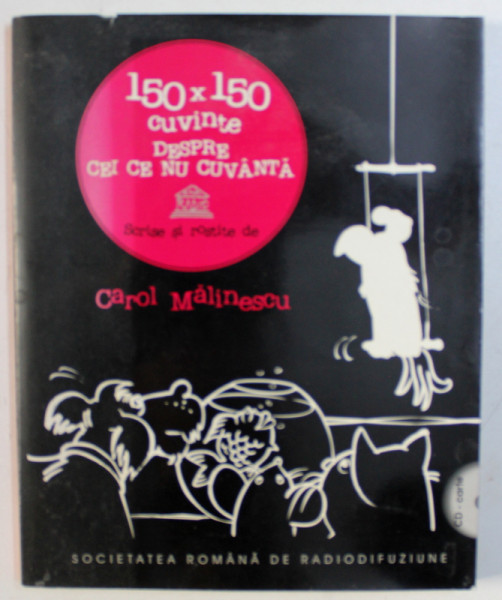 150 x 150
cuvinte
DESPRE
CEI CE NU CUVÂNTĂ
Scrise și rostite de
Carol Mălinescu
CD - carte
SOCIETATEA ROMÂNĂ DE RADIODIFUZIUNE